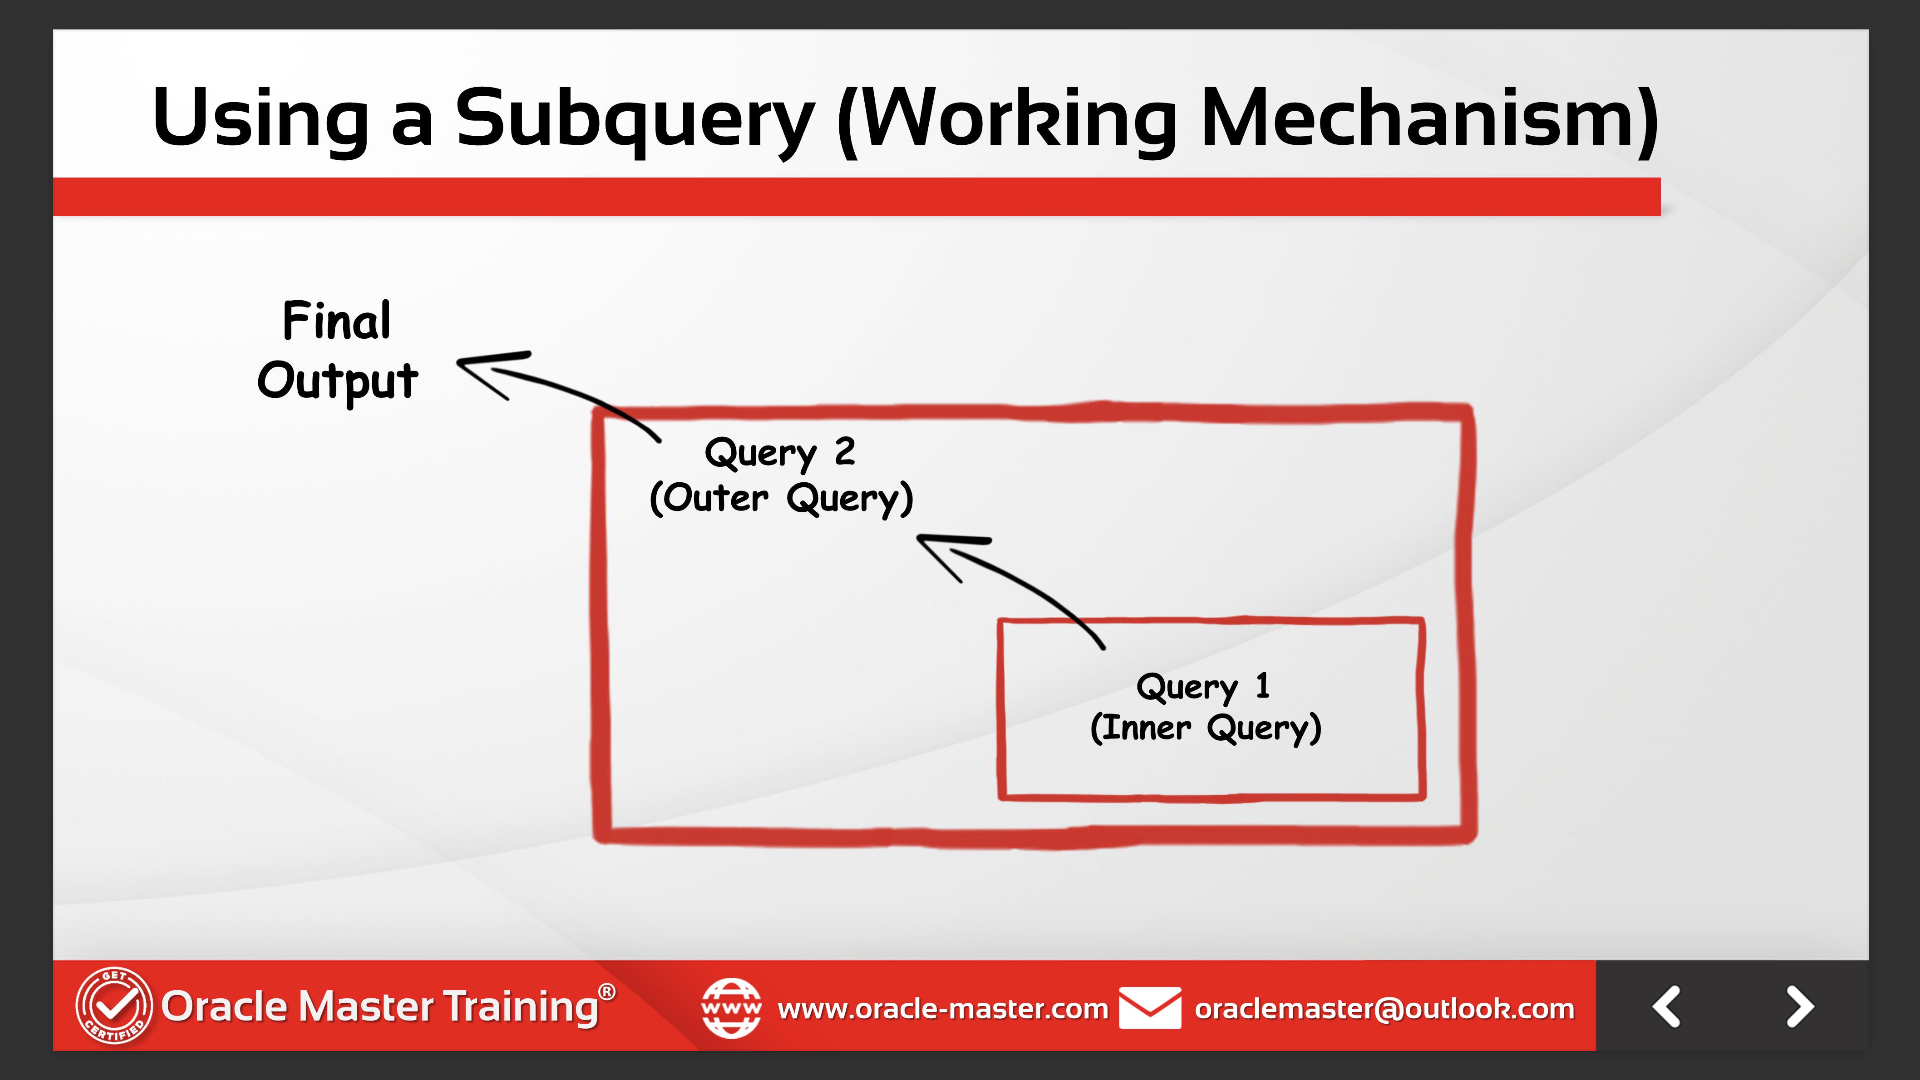 Using a Subquery (Working Mechanism)
Final
Output
Query 2
(Outer Query)
Query 1
(Inner Query)
GET
CERTIFIED
Oracle Master Training®
www
www.oracle-master.com
oraclemaster@outlook.com